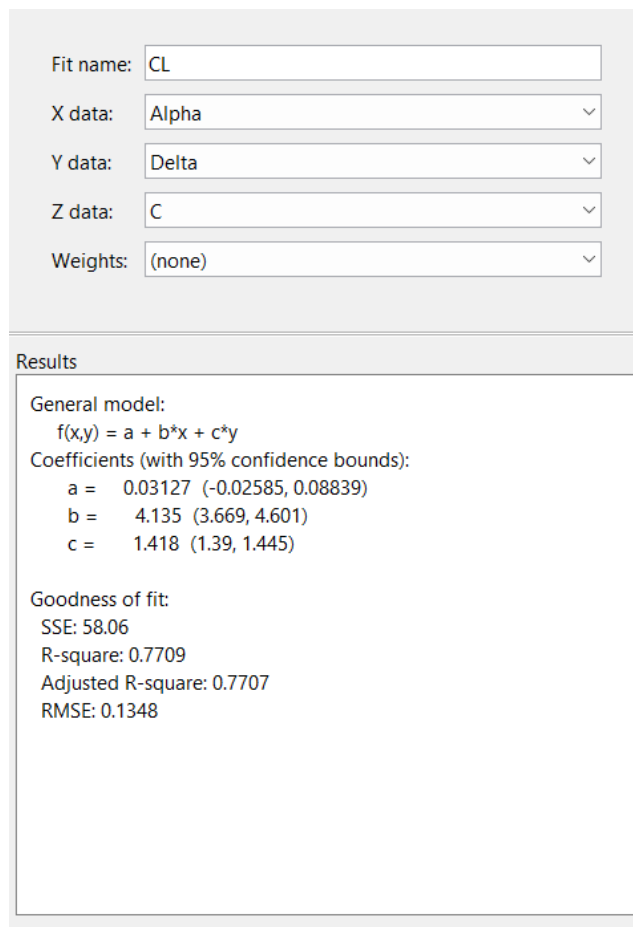 Fit name: CL
X data: Alpha
Y data: Delta
Z data: C
Weights: (none)
Results
General model:
f(x,y) = a + b*x + c*y
Coefficients (with 95% confidence bounds):
a = 0.03127 (-0.02585, 0.08839)
b = 4.135 (3.669, 4.601)
c = 1.418 (1.39, 1.445)
Goodness of fit:
SSE: 58.06
R-square: 0.7709
Adjusted R-square: 0.7707
RMSE: 0.1348